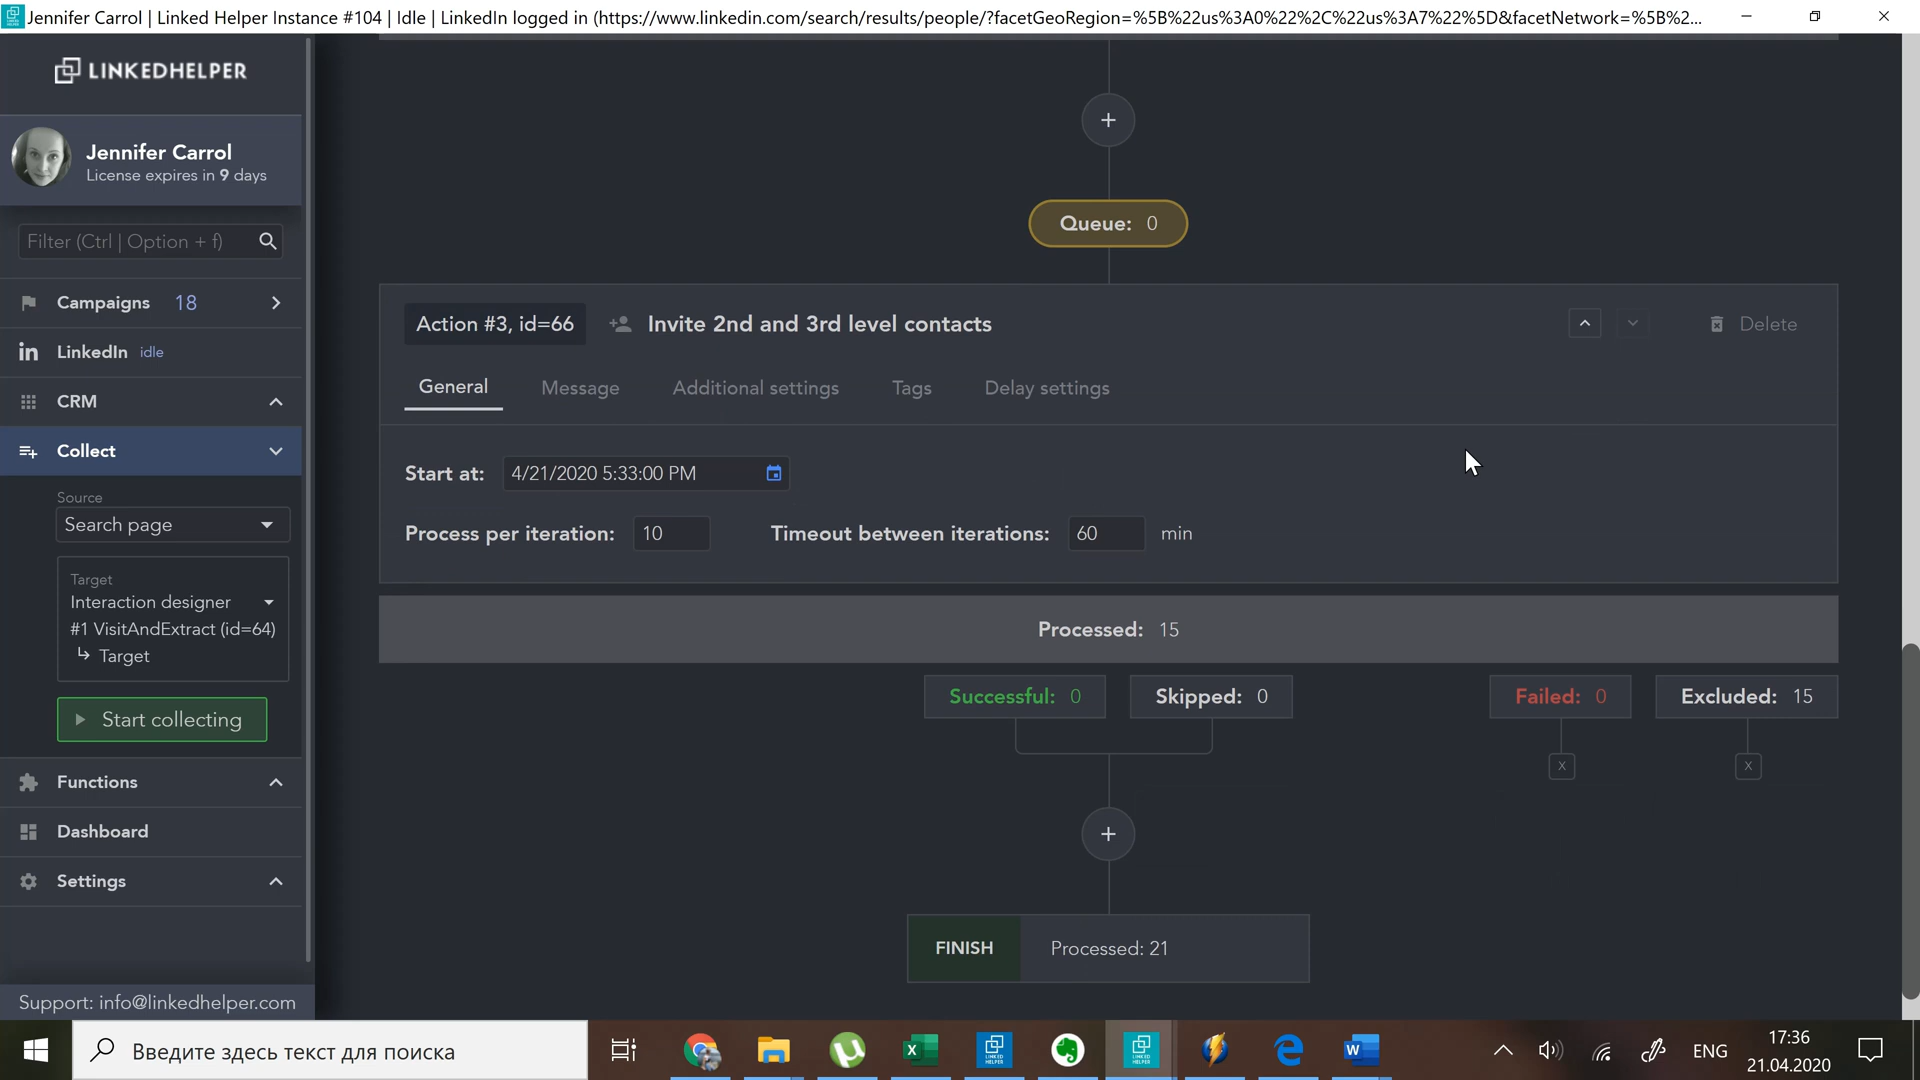 Jennifer Carrol | Linked Helper Instance #104 | Idle | LinkedIn logged in (https://www.linkedin.com/search/results/people/?facetGeoRegion=%5B%22us%3A0%22%2C%22us%3A7%22%5D&facetNetwork=%5B%2...
LINKEDHELPER
Jennifer Carrol
License expires in 9 days
Filter (Ctrl | Option + f)
Campaigns 18
LinkedIn idle
CRM
Collect
Source
Search page
Target
Interaction designer
#1 VisitAndExtract (id=64)
↳ Target
Start collecting
Functions
Dashboard
Settings
Support: info@linkedhelper.com
+
Queue: 0
Action #3, id=66 Invite 2nd and 3rd level contacts Delete
General Message Additional settings Tags Delay settings
Start at: 4/21/2020 5:33:00 PM
Process per iteration: 10 Timeout between iterations: 60 min
Processed: 15
Successful: 0 Skipped: 0 Failed: 0 Excluded: 15
x x
+
FINISH Processed: 21
Введите здесь текст для поиска
ENG
17:36
21.04.2020